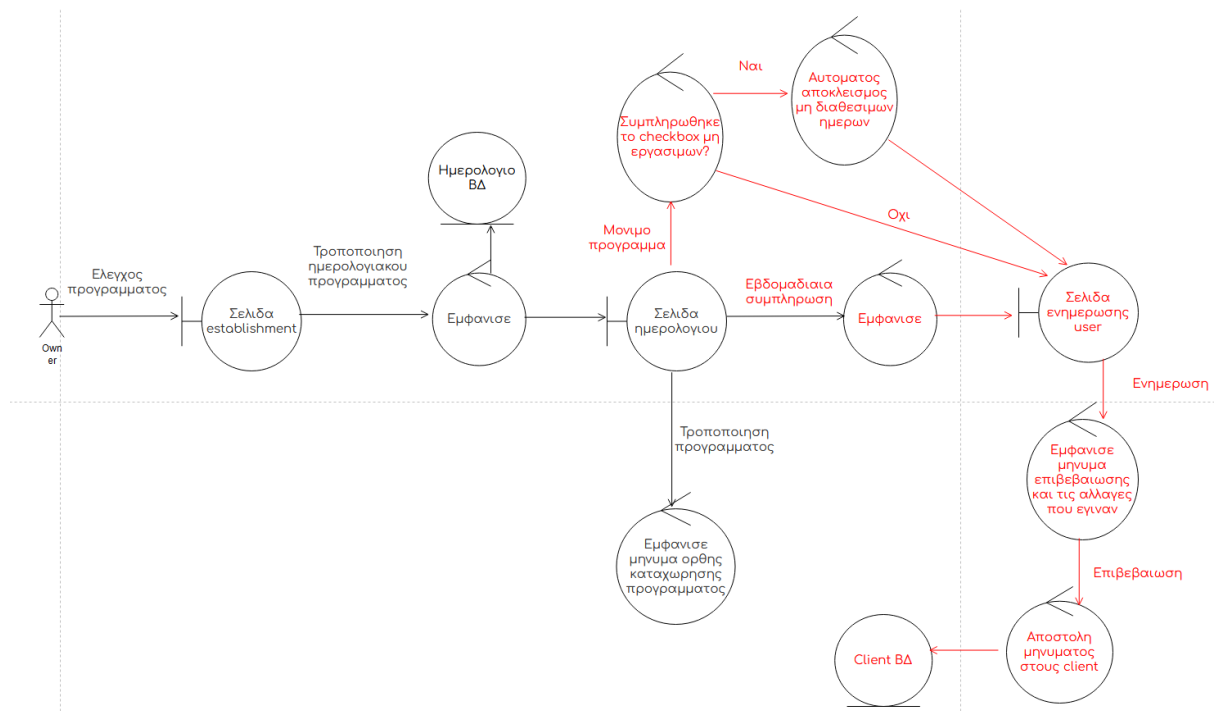 Ναι
Αυτοματος
αποκλεισμος
μη διαθεσιμων
ημερων
Συμπληρωθηκε
το checkbox μη
εργασιμων?
Ημερολογιο
ΒΔ
Οχι
Μονιμο
προγραμμα
Τροποποιηση
ημερολογιακου
προγραμματος
Ελεγχος
προγραμματος
Εβδομαδιαια
συμπληρωση
Σελιδα
establishment
Εμφανισε
Σελιδα
ημερολογιου
Εμφανισε
Σελιδα
ενημερωσης
user
Own
er
Ενημερωση
Τροποποιηση
προγραμματος
Εμφανισε
μηνυμα
επιβεβαιωσης
και τις αλλαγες
που εγιναν
Εμφανισε
μηνυμα ορθης
καταχωρησης
προγραμματος
Επιβεβαιωση
Αποστολη
μηνυματος
στους client
Client ΒΔ